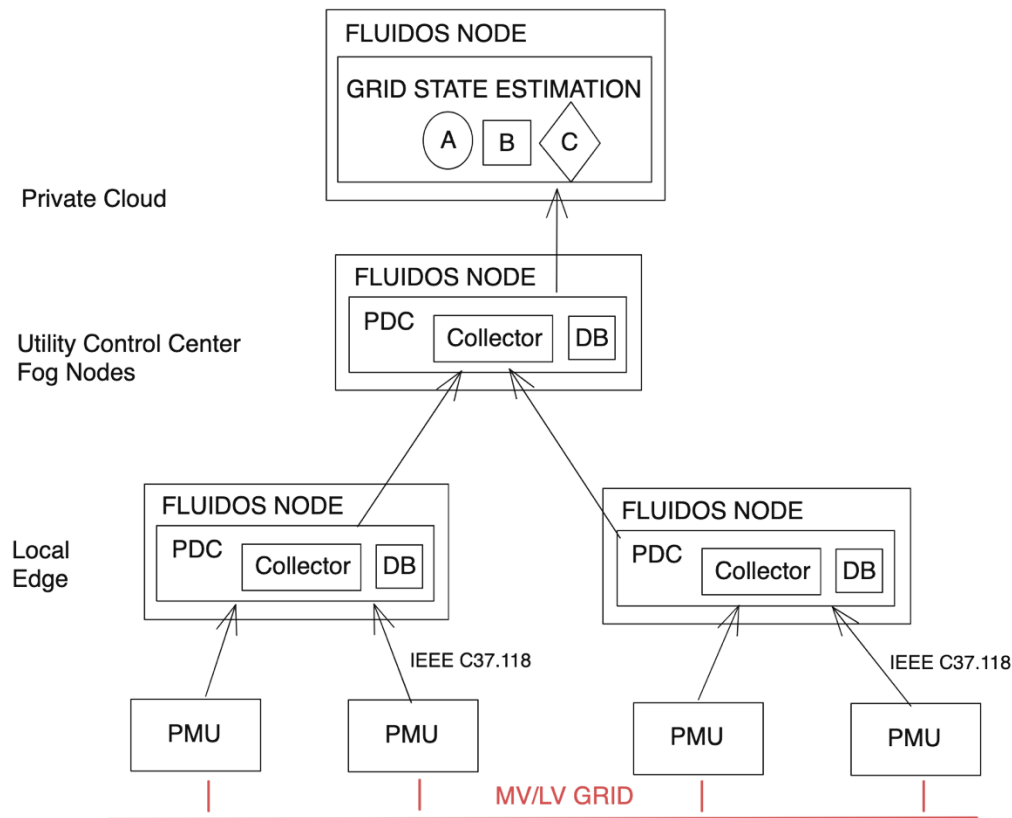 FLUIDOS NODE
GRID STATE ESTIMATION
A
B
C
Private Cloud
FLUIDOS NODE
PDC
Collector
DB
Utility Control Center
Fog Nodes
FLUIDOS NODE
PDC
Collector
DB
FLUIDOS NODE
PDC
Collector
DB
Local
Edge
IEEE C37.118
IEEE C37.118
PMU
PMU
PMU
PMU
MV/LV GRID